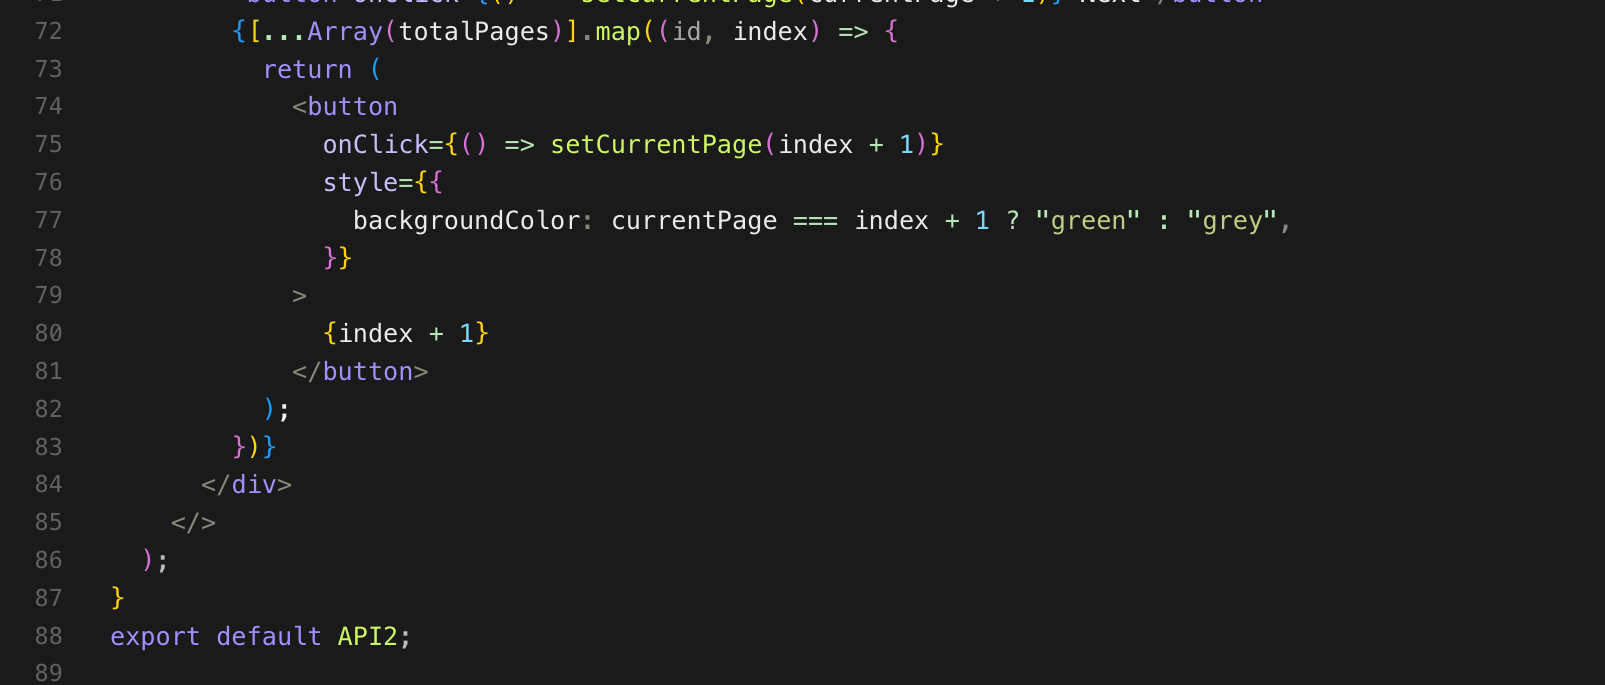 72 {[...Array(totalPages)].map((id, index) => {
73 return (
74 <button
75 onClick={() => setCurrentPage(index + 1)}
76 style={{
77 backgroundColor: currentPage === index + 1 ? "green" : "grey",
78 }}
79 >
80 {index + 1}
81 </button>
82 );
83 })}
84 </div>
85 </>
86 );
87 }
88 export default API2;
89